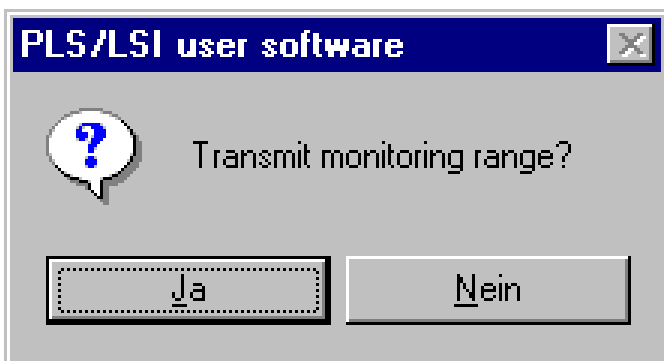 PLS/LSI user software
?
Transmit monitoring range?
Ja Nein